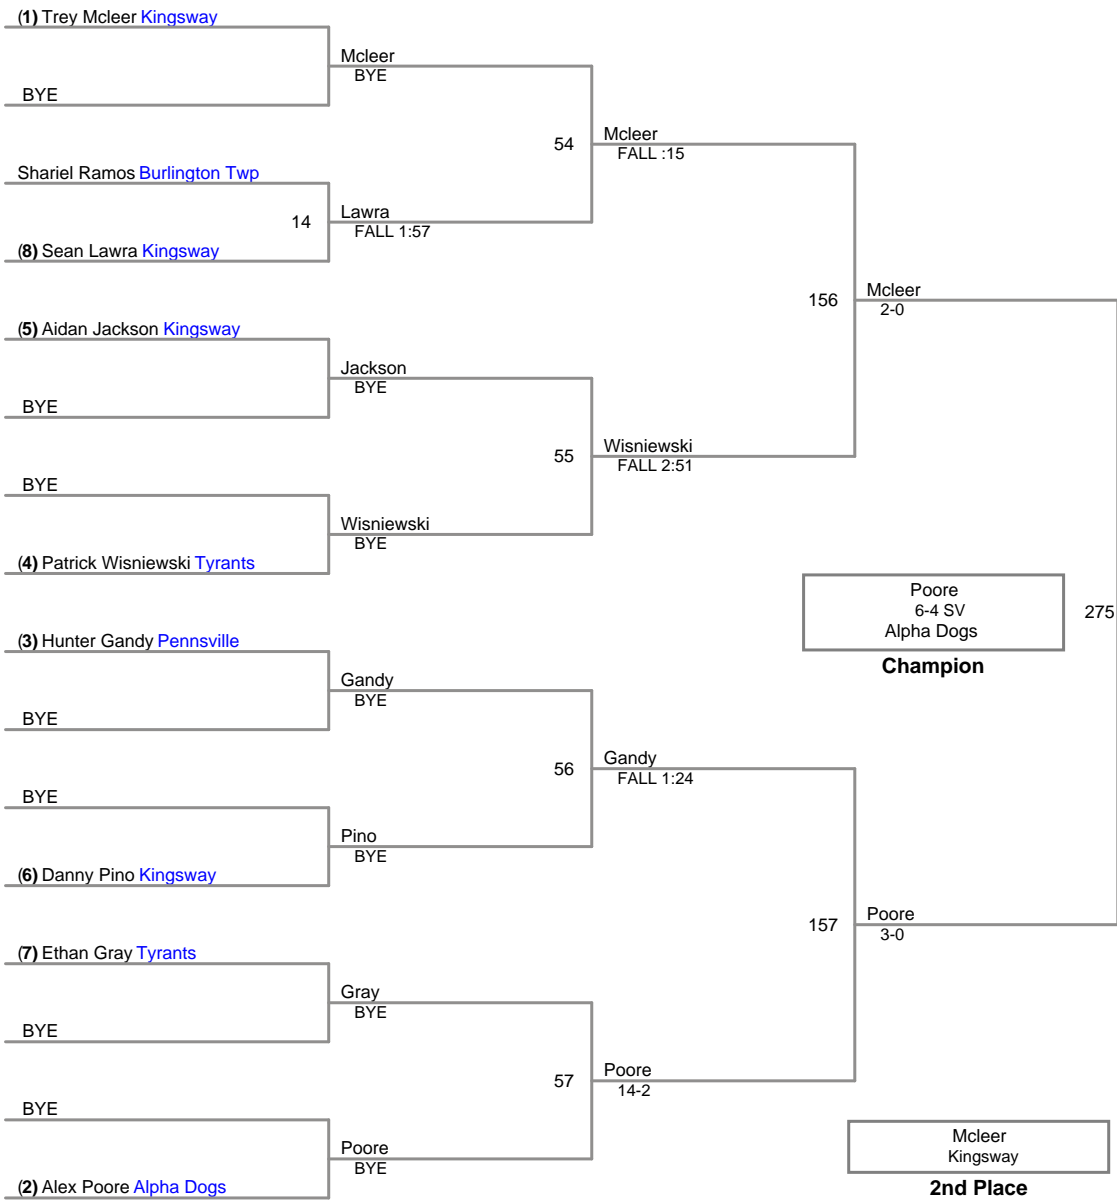 (1) Trey Mcleer Kingsway
Mcleer
BYE
BYE
54
Mcleer
FALL :15
Shariel Ramos Burlington Twp
14
Lawra
FALL 1:57
(8) Sean Lawra Kingsway
156
Mcleer
2-0
(5) Aidan Jackson Kingsway
Jackson
BYE
BYE
55
Wisniewski
FALL 2:51
BYE
Wisniewski
BYE
(4) Patrick Wisniewski Tyrants
Poore
6-4 SV
Alpha Dogs
275
Champion
(3) Hunter Gandy Pennsville
Gandy
BYE
BYE
56
Gandy
FALL 1:24
BYE
Pino
BYE
(6) Danny Pino Kingsway
157
Poore
3-0
(7) Ethan Gray Tyrants
Gray
BYE
BYE
57
Poore
14-2
BYE
Poore
BYE
(2) Alex Poore Alpha Dogs
Mcleer
Kingsway
2nd Place